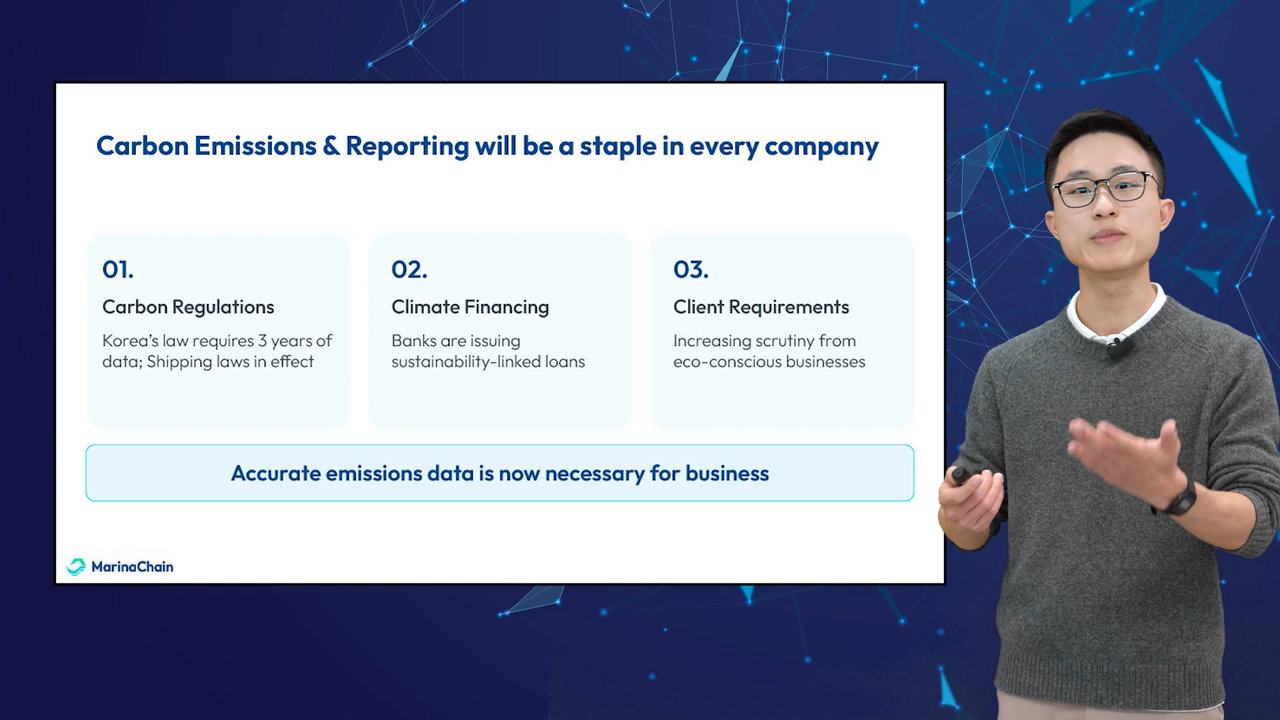 Carbon Emissions & Reporting will be a staple in every company
01.
Carbon Regulations
Korea's law requires 3 years of
data; Shipping laws in effect
02.
Climate Financing
Banks are issuing
sustainability-linked loans
03.
Client Requirements
Increasing scrutiny from
eco-conscious businesses
Accurate emissions data is now necessary for business
MarinaChain